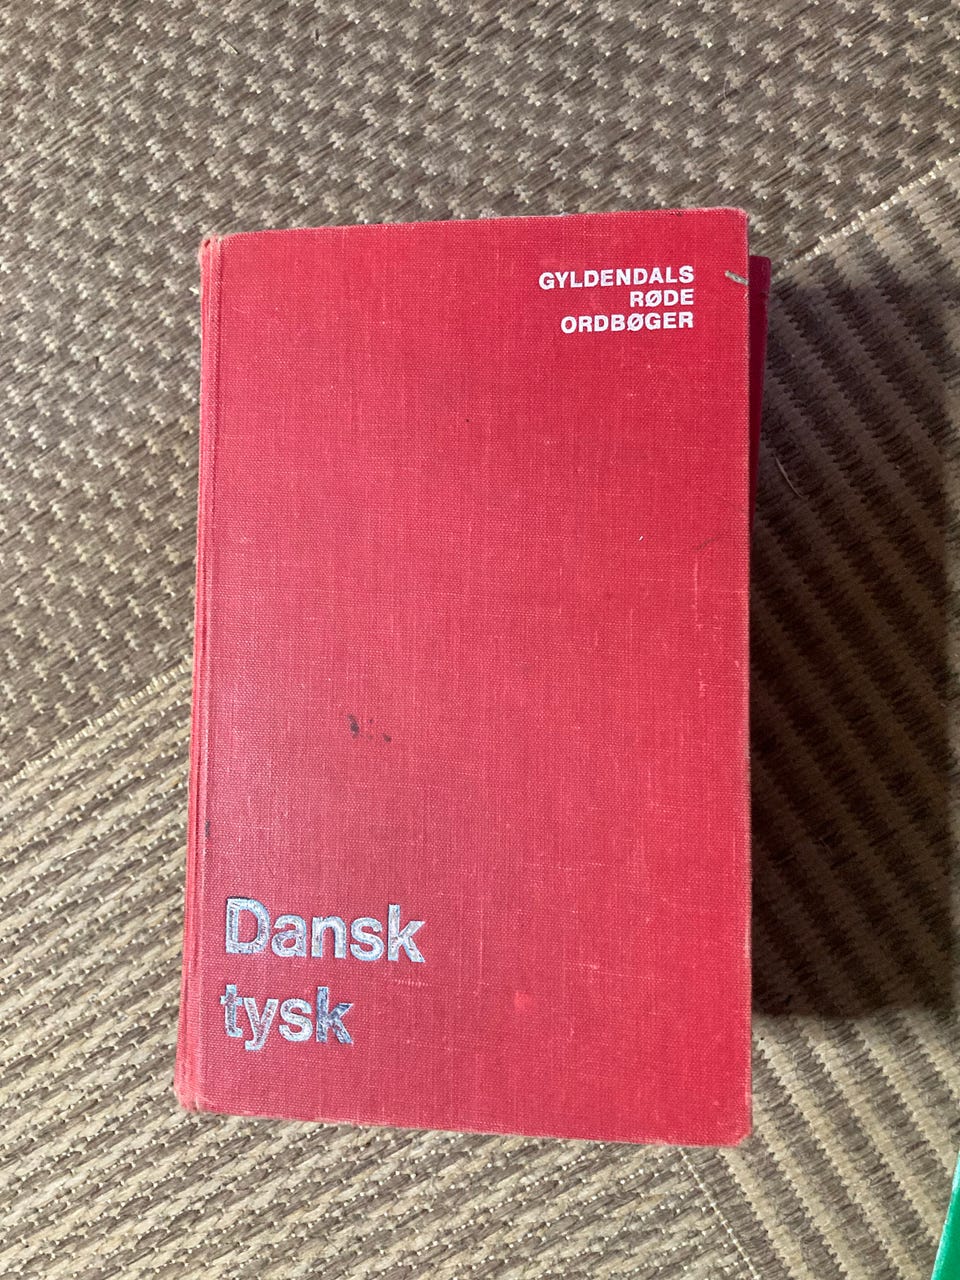 GYLDENDALS
RØDE
ORDBØGER
Dansk
tysk